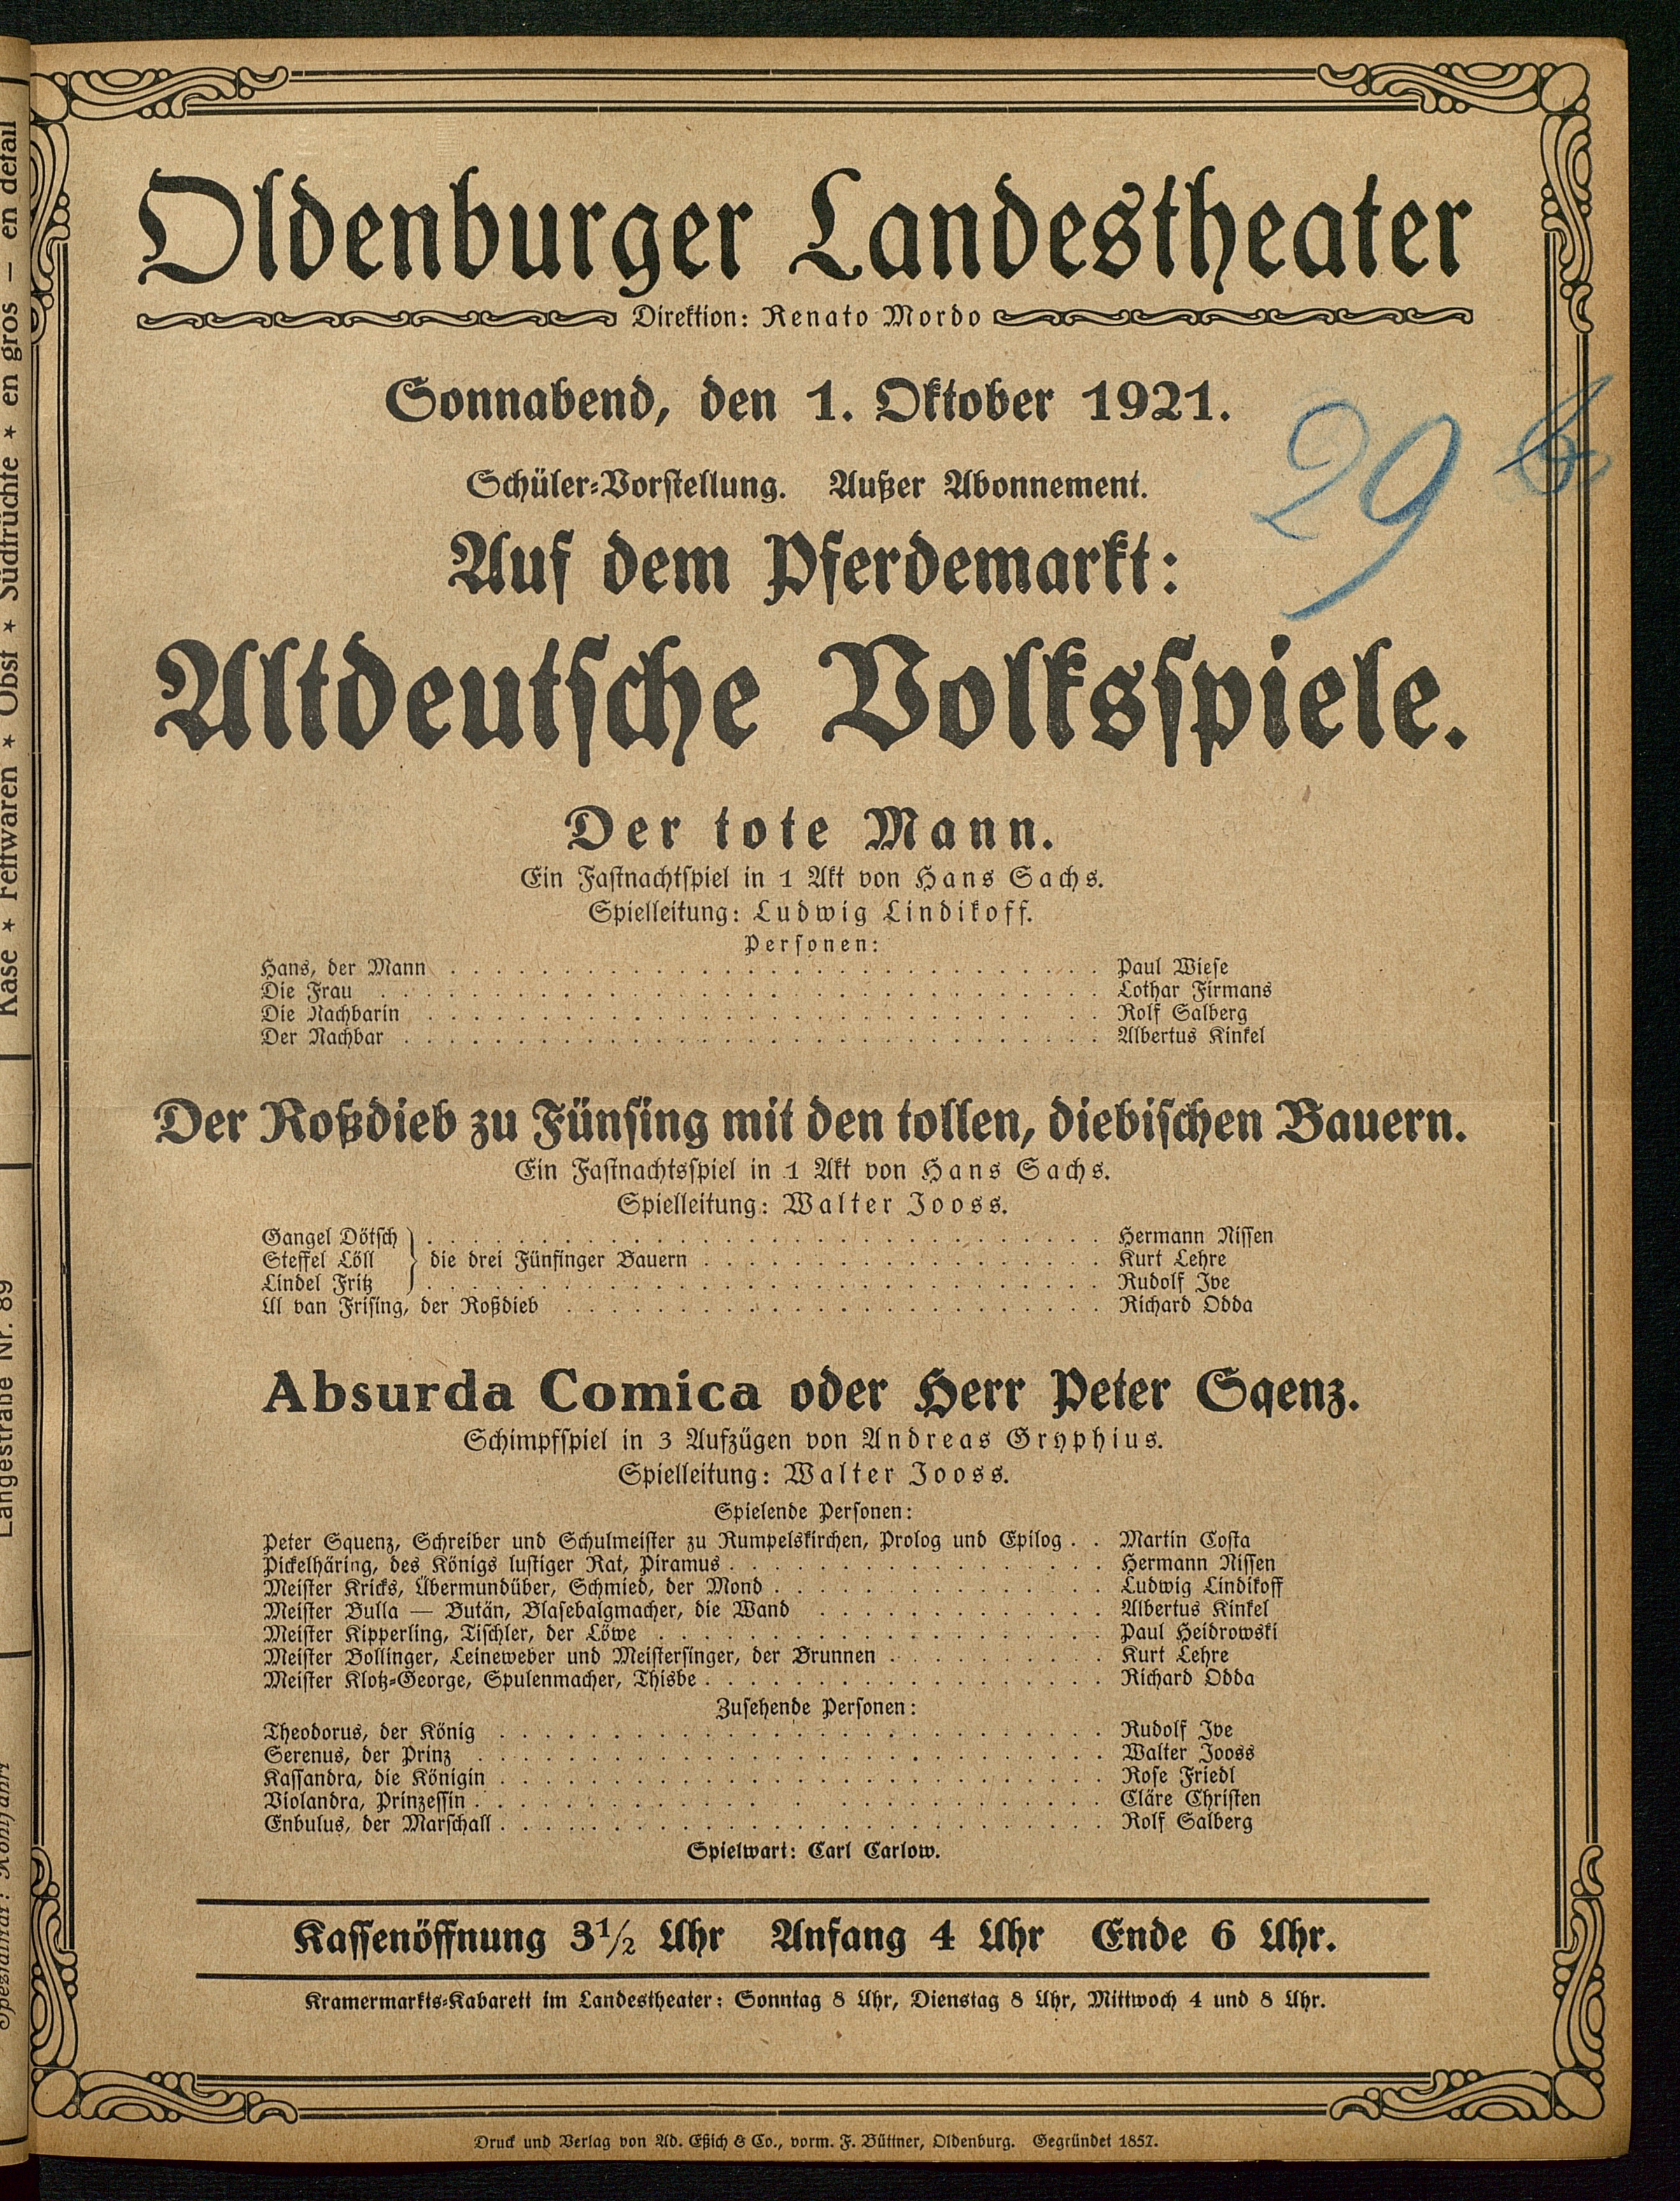 Oldenburger Landestheater
Direktion: Renato Mordo
Sonnabend, den 1. Oktober 1921.
29
Schüler-Vorstellung. Außer Abonnement.
Auf dem Pferdemarkt:
Altdeutsche Volksspiele.
Der tote Mann.
Ein Fastnachtspiel in 1 Akt von Hans Sachs.
Spielleitung: Ludwig Lindikoff.
Personen:
Hans, der Mann . . . Paul Wiese
Die Frau . . . Lothar Firmans
Die Nachbarin . . . Rolf Salberg
Der Nachbar . . . Albertus Kinkel
Der Roßdieb zu Fünsing mit den tollen, diebischen Bauern.
Ein Fastnachtsspiel in 1 Akt von Hans Sachs.
Spielleitung: Walter Jooss.
Gangel Dötsch . . . Hermann Nissen
Steffel Löll } die drei Fünsinger Bauern . . . Kurt Lehre
Lindel Fritz . . . Rudolf Ive
Ul van Frising, der Roßdieb . . . Richard Odda
Absurda Comica oder Herr Peter Sqenz.
Schimpfspiel in 3 Aufzügen von Andreas Gryphius.
Spielleitung: Walter Jooss.
Spielende Personen:
Peter Squenz, Schreiber und Schulmeister zu Rumpelskirchen, Prolog und Epilog . . Martin Costa
Pickelhäring, des Königs lustiger Rat, Piramus . . . Hermann Nissen
Meister Kricks, Übermundüber, Schmied, der Mond . . . Ludwig Lindikoff
Meister Bulla — Bután, Blasebalgmacher, die Wand . . . Albertus Kinkel
Meister Kipperling, Tischler, der Löwe . . . Paul Heidrowski
Meister Bollinger, Leineweber und Meistersinger, der Brunnen . . . Kurt Lehre
Meister Klotz-George, Spulenmacher, Thisbe . . . Richard Odda
Zusehende Personen:
Theodorus, der König . . . Rudolf Ive
Serenus, der Prinz . . . Walter Jooss
Kassandra, die Königin . . . Rose Friedl
Violandra, Prinzessin . . . Cläre Christen
Enbulus, der Marschall . . . Rolf Salberg
Spielwart: Carl Carlow.
Kassenöffnung 3½ Uhr Anfang 4 Uhr Ende 6 Uhr.
Kramermarkts-Kabarett im Landestheater: Sonntag 8 Uhr, Dienstag 8 Uhr, Mittwoch 4 und 8 Uhr.
Druck und Verlag von Ad. Eßich & Co., vorm. F. Büttner, Oldenburg. Gegründet 1857.
Käse * Fettwaren * Obst * Südfrüchte * en gros — en detail
Langestraße Nr. 89